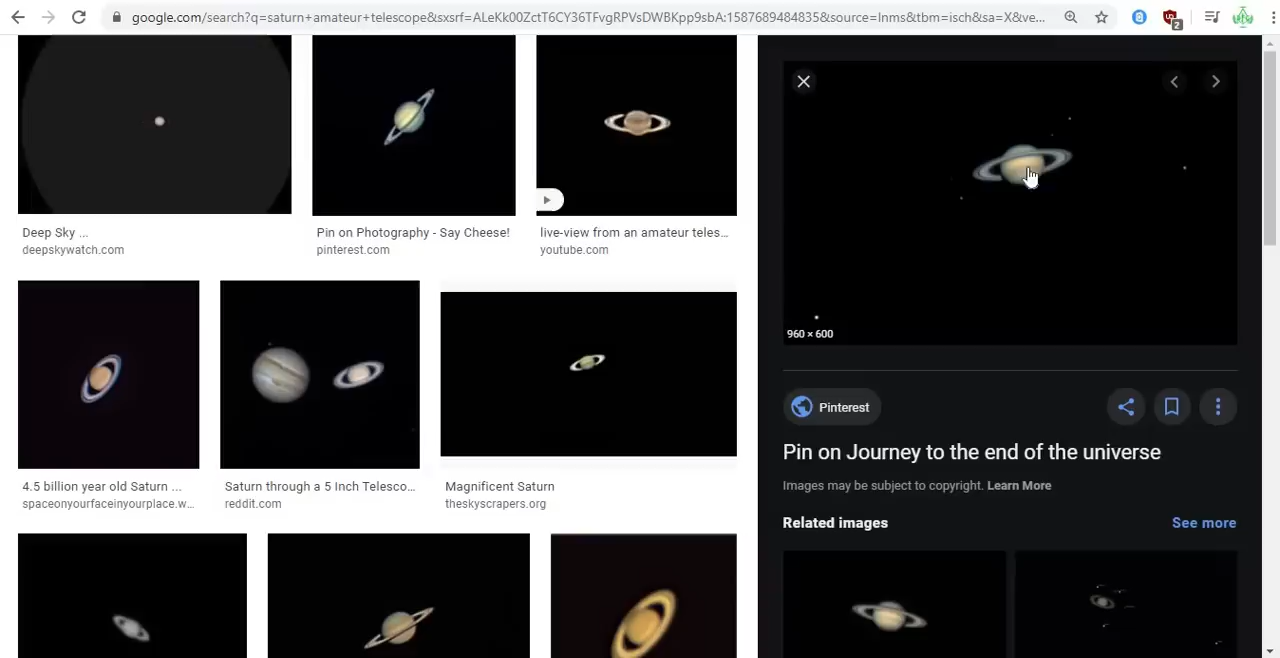 google.com/search?q=saturn+amateur+telescope&sxsrf=ALeKk00ZctT6CY36TFvgRPVsDWBKpp9sbA:1587689484835&source=lnms&tbm=isch&sa=X&ve...
2
Deep Sky ...
deepskywatch.com
Pin on Photography - Say Cheese!
pinterest.com
live-view from an amateur teles...
youtube.com
960 × 600
4.5 billion year old Saturn ...
spaceonyourfaceinyourplace.w...
Saturn through a 5 Inch Telesco...
reddit.com
Magnificent Saturn
theskyscrapers.org
Pinterest
Pin on Journey to the end of the universe
Images may be subject to copyright. Learn More
Related images
See more